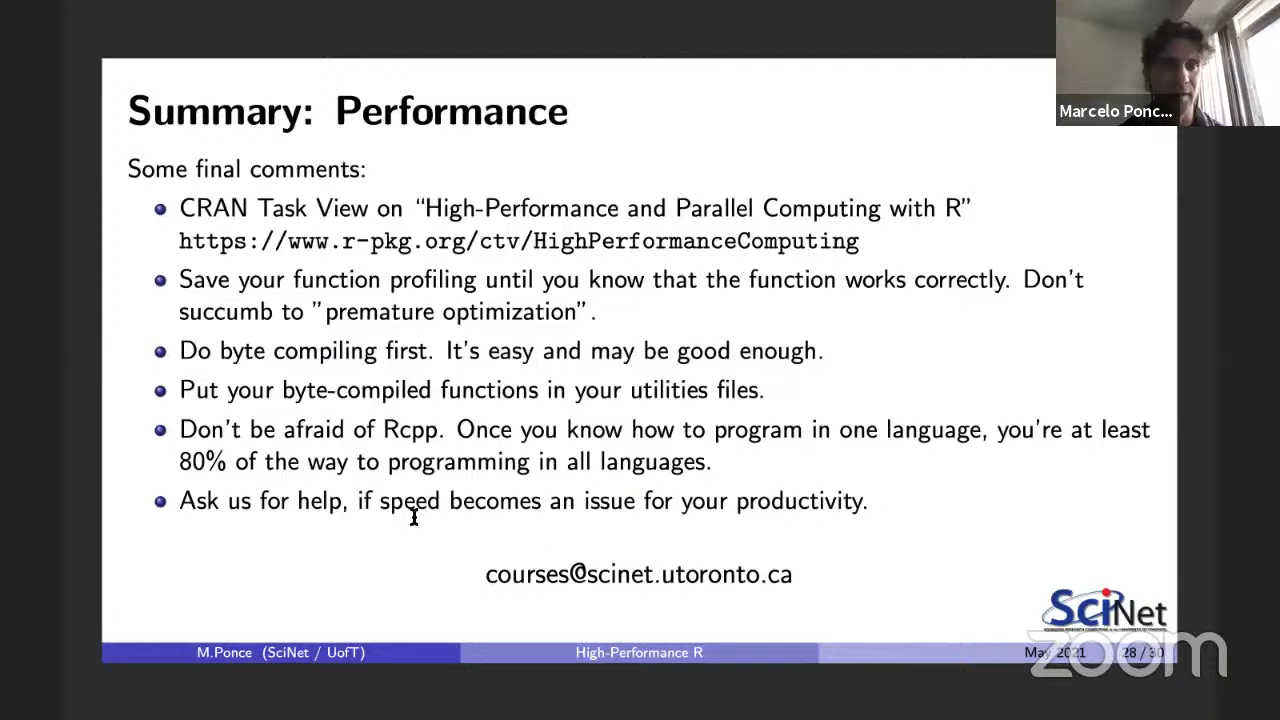 Marcelo Ponc...
Summary: Performance
Some final comments:
CRAN Task View on “High-Performance and Parallel Computing with R”
https://www.r-pkg.org/ctv/HighPerformanceComputing
Save your function profiling until you know that the function works correctly. Don't
succumb to ”premature optimization”.
Do byte compiling first. It's easy and may be good enough.
Put your byte-compiled functions in your utilities files.
Don't be afraid of Rcpp. Once you know how to program in one language, you're at least
80% of the way to programming in all languages.
Ask us for help, if speed becomes an issue for your productivity.
courses@scinet.utoronto.ca
SciNet
M.Ponce (SciNet / UofT) High-Performance R May 2021 28 / 30
zoom